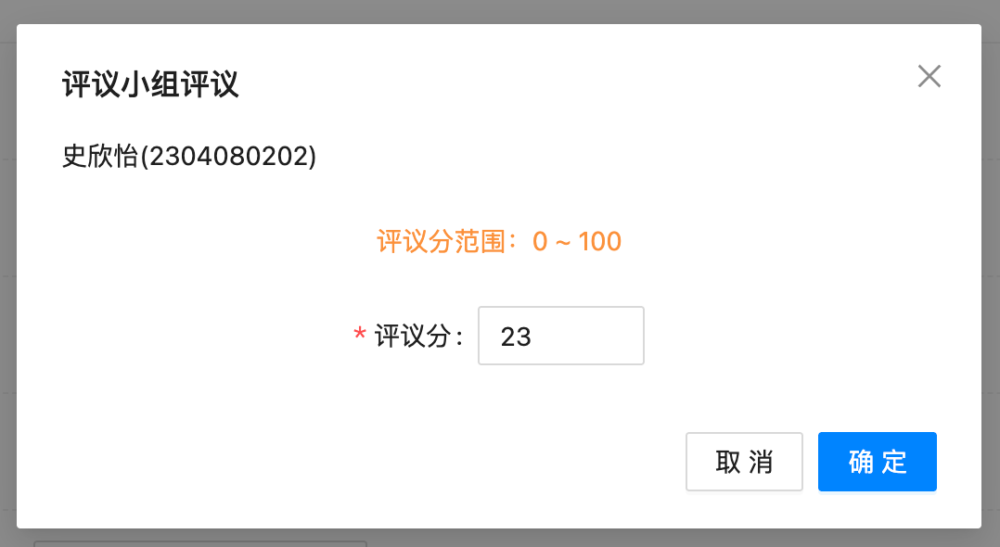 评议小组评议
史欣怡(2304080202)
评议分范围：0 ~ 100
* 评议分：23
取 消 确 定